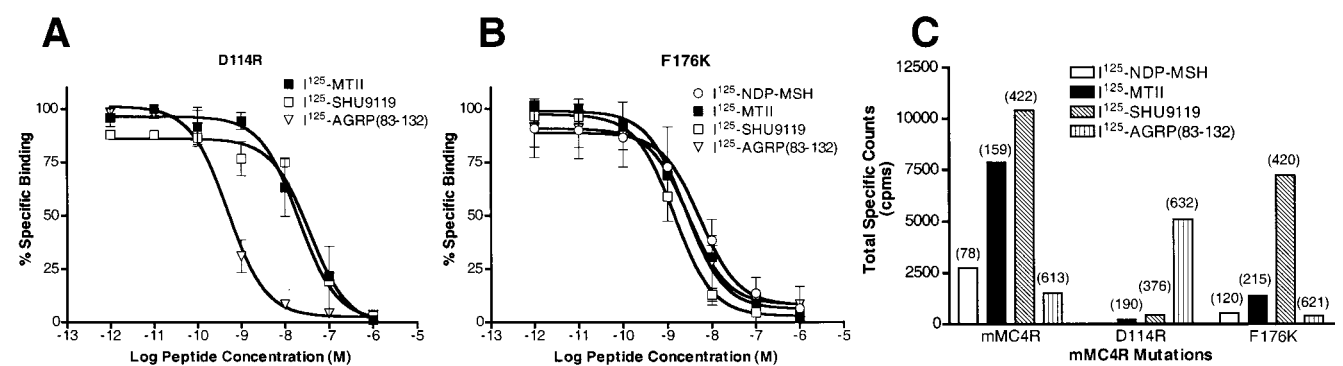 A
D114R
I125-MTII
I125-SHU9119
I125-AGRP(83-132)
% Specific Binding
100
75
50
25
0
-13 -12 -11 -10 -9 -8 -7 -6 -5
Log Peptide Concentration (M)
B
F176K
I125-NDP-MSH
I125-MTII
I125-SHU9119
I125-AGRP(83-132)
% Specific Binding
100
75
50
25
0
-13 -12 -11 -10 -9 -8 -7 -6 -5
Log Peptide Concentration (M)
C
I125-NDP-MSH
I125-MTII
I125-SHU9119
I125-AGRP(83-132)
Total Specific Counts
(cpms)
12500
10000
7500
5000
2500
0
(78) (159) (422) (613)
(190) (376) (632)
(120) (215) (420) (621)
mMC4R D114R F176K
mMC4R Mutations